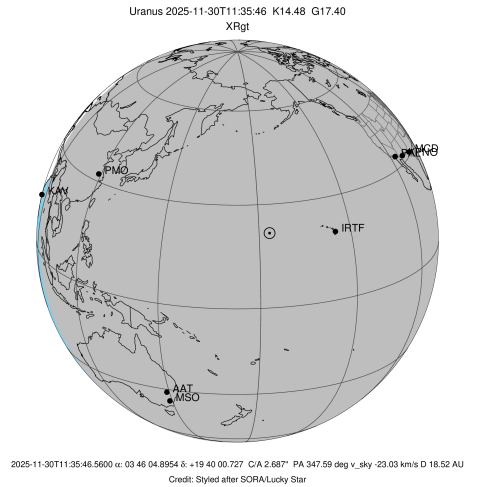 Uranus 2025-11-30T11:35:46 K14.48 G17.40
XRgt
MCD
KPNO
PMO
KAV
IRTF
AAT
MSO
2025-11-30T11:35:46.5600 α: 03 46 04.8954 δ: +19 40 00.727 C/A 2.687" PA 347.59 deg v_sky -23.03 km/s D 18.52 AU
Credit: Styled after SORA/Lucky Star